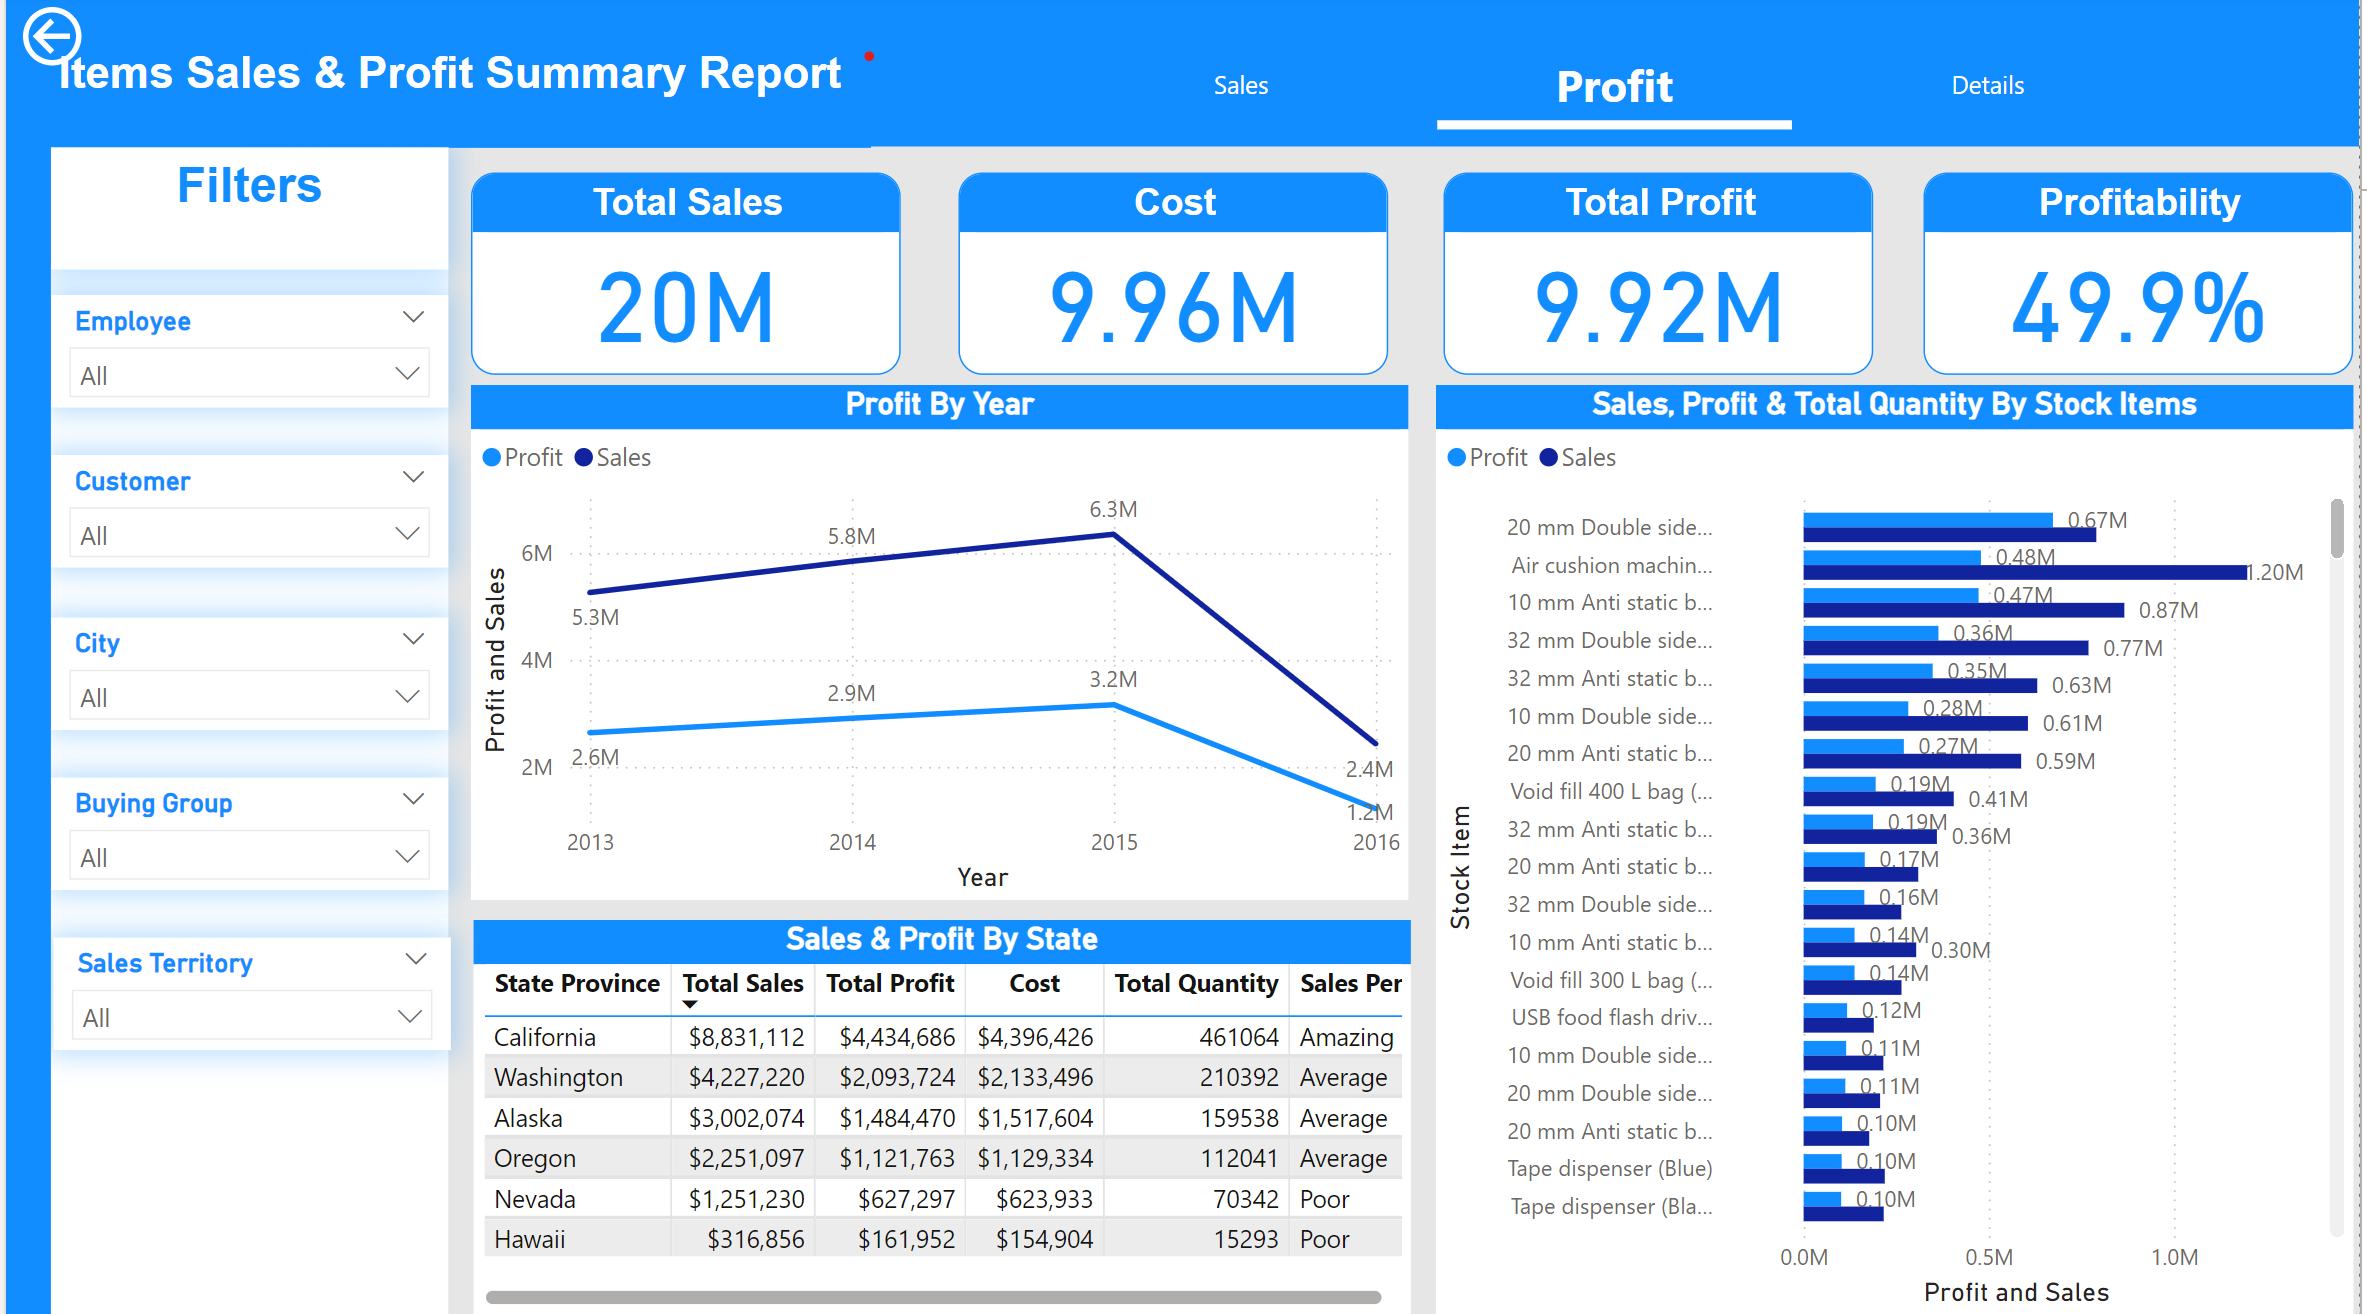 Items Sales & Profit Summary Report
Sales
Profit
Details
Filters
Employee
All
Customer
All
City
All
Buying Group
All
Sales Territory
All
Total Sales
20M
Cost
9.96M
Total Profit
9.92M
Profitability
49.9%
Profit By Year
Profit Sales
Profit and Sales
6M
4M
2M
5.3M
5.8M
6.3M
2.4M
2.6M
2.9M
3.2M
1.2M
2013 2014 2015 2016
Year
Sales & Profit By State
State Province Total Sales Total Profit Cost Total Quantity Sales Per
California $8,831,112 $4,434,686 $4,396,426 461064 Amazing
Washington $4,227,220 $2,093,724 $2,133,496 210392 Average
Alaska $3,002,074 $1,484,470 $1,517,604 159538 Average
Oregon $2,251,097 $1,121,763 $1,129,334 112041 Average
Nevada $1,251,230 $627,297 $623,933 70342 Poor
Hawaii $316,856 $161,952 $154,904 15293 Poor
Sales, Profit & Total Quantity By Stock Items
Profit Sales
Stock Item
20 mm Double side... 0.67M
Air cushion machin... 0.48M 1.20M
10 mm Anti static b... 0.47M 0.87M
32 mm Double side... 0.36M 0.77M
32 mm Anti static b... 0.35M 0.63M
10 mm Double side... 0.28M 0.61M
20 mm Anti static b... 0.27M 0.59M
Void fill 400 L bag (... 0.19M 0.41M
32 mm Anti static b... 0.19M 0.36M
20 mm Anti static b... 0.17M
32 mm Double side... 0.16M
10 mm Anti static b... 0.14M 0.30M
Void fill 300 L bag (... 0.14M
USB food flash driv... 0.12M
10 mm Double side... 0.11M
20 mm Double side... 0.11M
20 mm Anti static b... 0.10M
Tape dispenser (Blue) 0.10M
Tape dispenser (Bla... 0.10M
0.0M 0.5M 1.0M
Profit and Sales